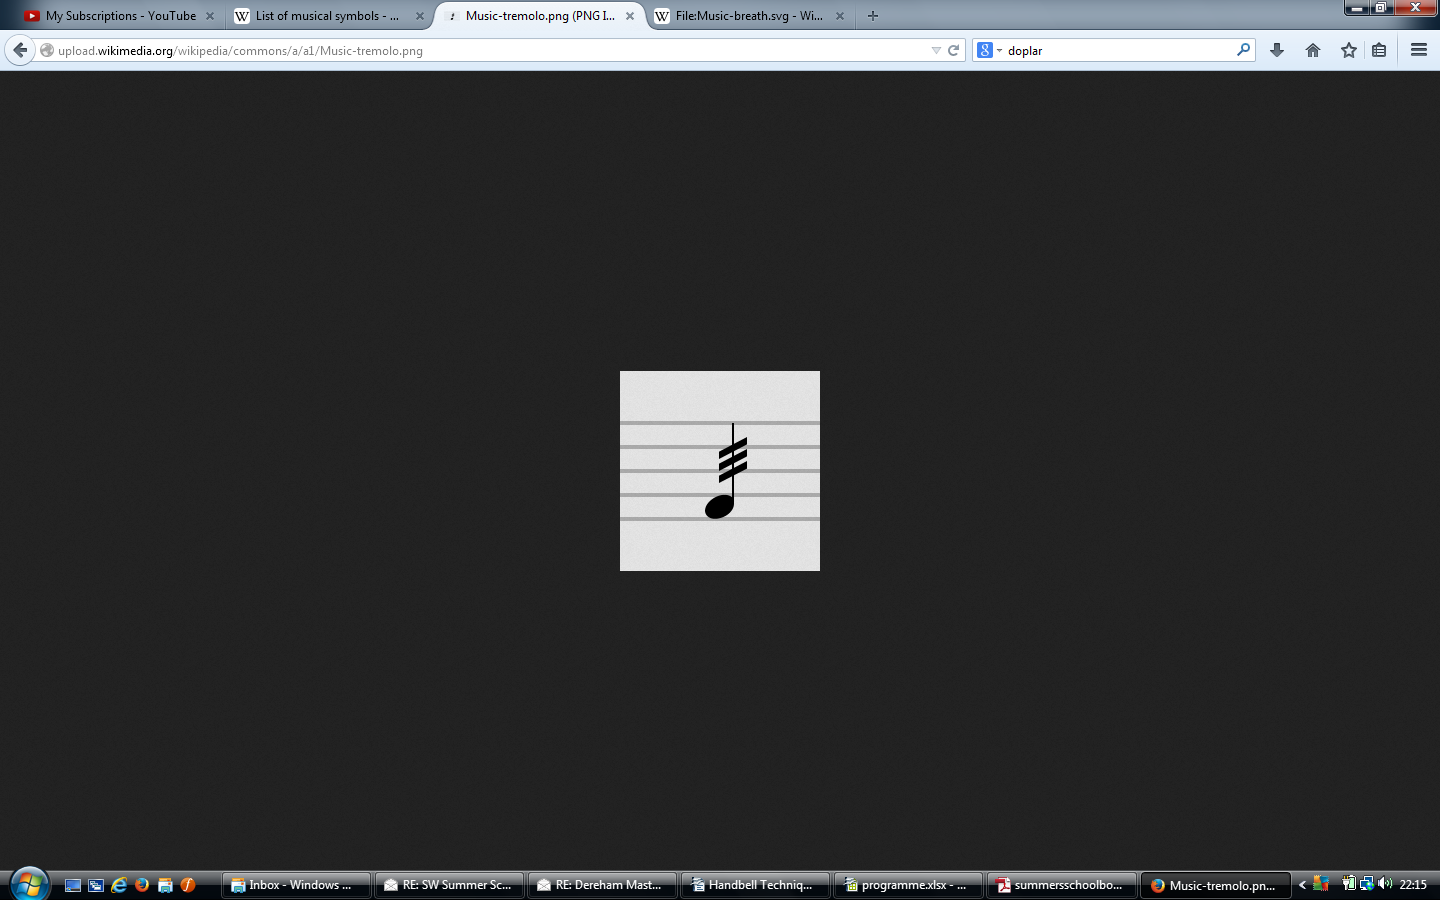 My Subscriptions - YouTube
List of musical symbols - ...
Music-tremolo.png (PNG I...
File:Music-breath.svg - Wi...
upload.wikimedia.org/wikipedia/commons/a/a1/Music-tremolo.png
doplar
Inbox - Windows ...
RE: SW Summer Sc...
RE: Dereham Mast...
Handbell Techniq...
programme.xlsx - ...
summersschoolbo...
Music-tremolo.pn...
22:15